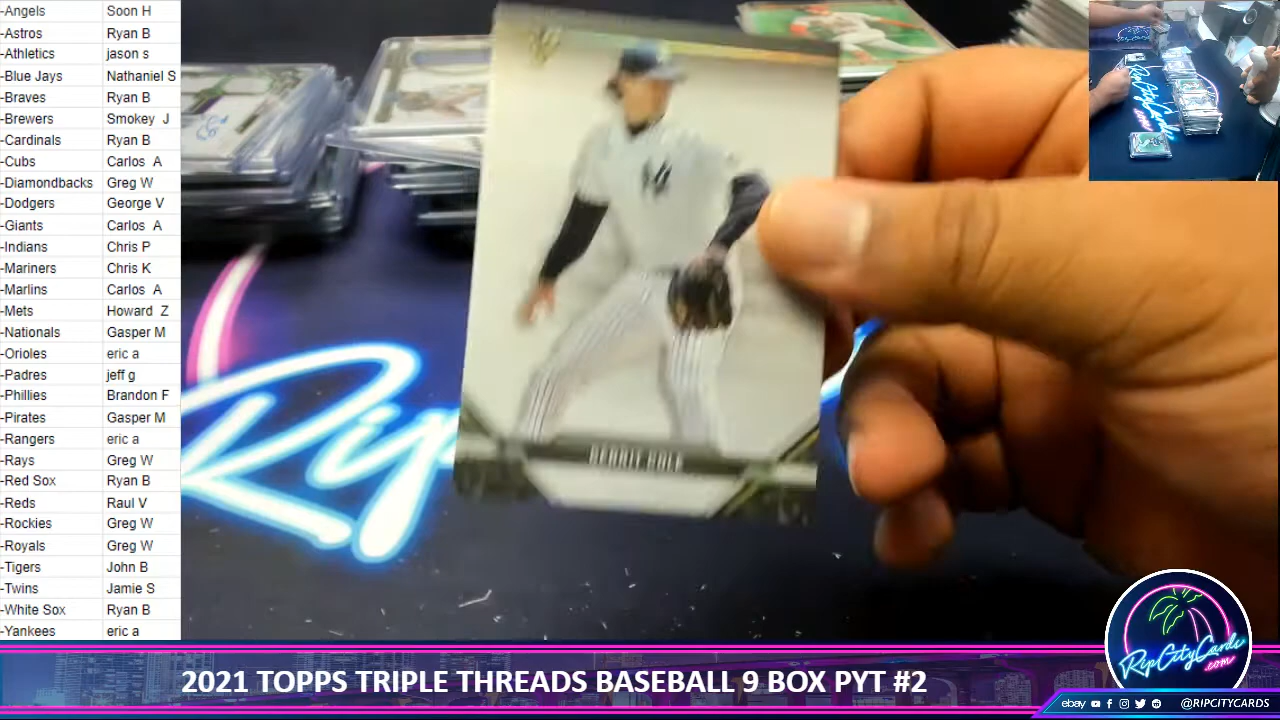 -Angels Soon H
-Astros Ryan B
-Athletics jason s
-Blue Jays Nathaniel S
-Braves Ryan B
-Brewers Smokey J
-Cardinals Ryan B
-Cubs Carlos A
-Diamondbacks Greg W
-Dodgers George V
-Giants Carlos A
-Indians Chris P
-Mariners Chris K
-Marlins Carlos A
-Mets Howard Z
-Nationals Gasper M
-Orioles eric a
-Padres jeff g
-Phillies Brandon F
-Pirates Gasper M
-Rangers eric a
-Rays Greg W
-Red Sox Ryan B
-Reds Raul V
-Rockies Greg W
-Royals Greg W
-Tigers John B
-Twins Jamie S
-White Sox Ryan B
-Yankees eric a
NY
GERRIT COLE
Rip
RipCityCards
.com
2021 TOPPS TRIPLE THREADS BASEBALL 9 BOX PYT #2
ebay @RIPCITYCARDS